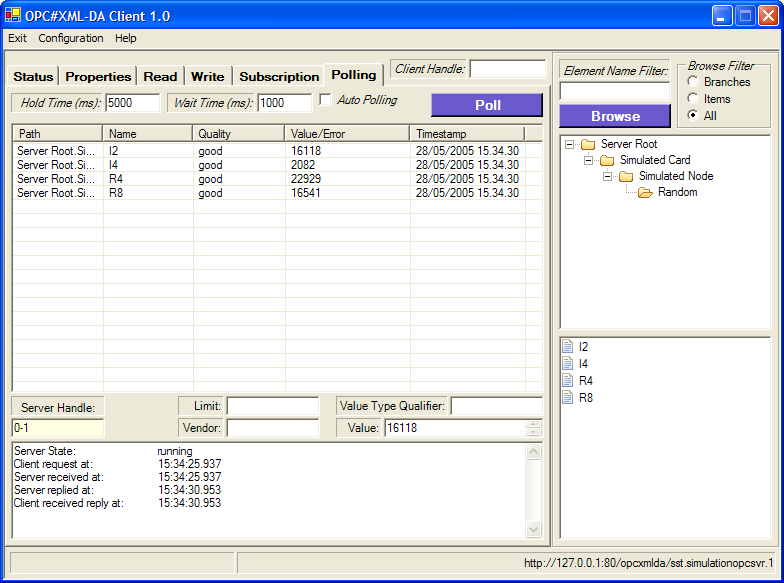 OPC#XML-DA Client 1.0
Exit Configuration Help
Status Properties Read Write Subscription Polling
Client Handle:
Hold Time (ms): 5000 Wait Time (ms): 1000 Auto Polling Poll
Path Name Quality Value/Error Timestamp
Server Root.Si... I2 good 16118 28/05/2005 15.34.30
Server Root.Si... I4 good 2082 28/05/2005 15.34.30
Server Root.Si... R4 good 22929 28/05/2005 15.34.30
Server Root.Si... R8 good 16541 28/05/2005 15.34.30
Server Handle: Limit: Value Type Qualifier:
0-1 Vendor: Value: 16118
Server State: running
Client request at: 15:34:25.937
Server received at: 15:34:25.937
Server replied at: 15:34:30.953
Client received reply at: 15:34:30.953
Element Name Filter:
Browse
Browse Filter
Branches
Items
All
Server Root
Simulated Card
Simulated Node
Random
I2
I4
R4
R8
http://127.0.0.1:80/opcxmlda/sst.simulationopcsvr.1